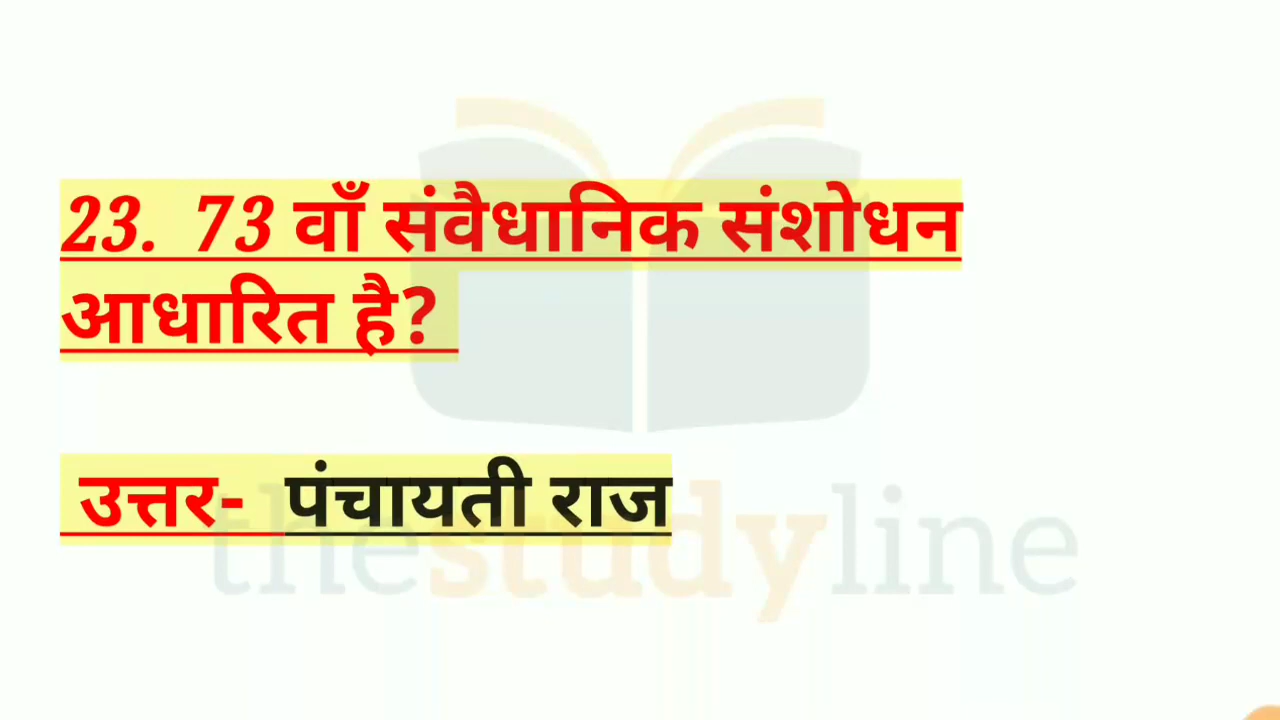 23. 73 वाँ संवैधानिक संशोधन
आधारित है?
उत्तर- पंचायती राज
thestudyline